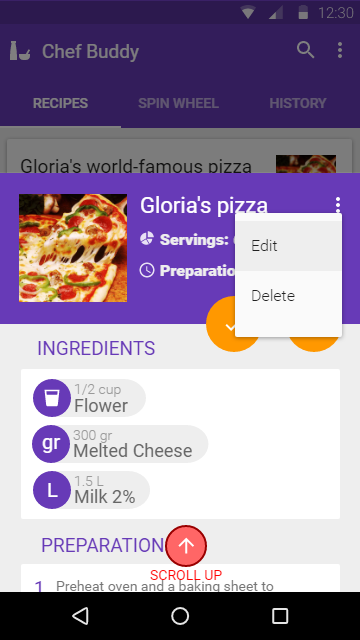 12:30
Chef Buddy
RECIPES SPIN WHEEL HISTORY
Gloria's world-famous pizza
Gloria's pizza
Servings:
Edit
Delete
INGREDIENTS
1/2 cup
Flower
gr
300 gr
Melted Cheese
L
1.5 L
Milk 2%
PREPARATION
SCROLL UP
1 Preheat oven and a baking sheet to